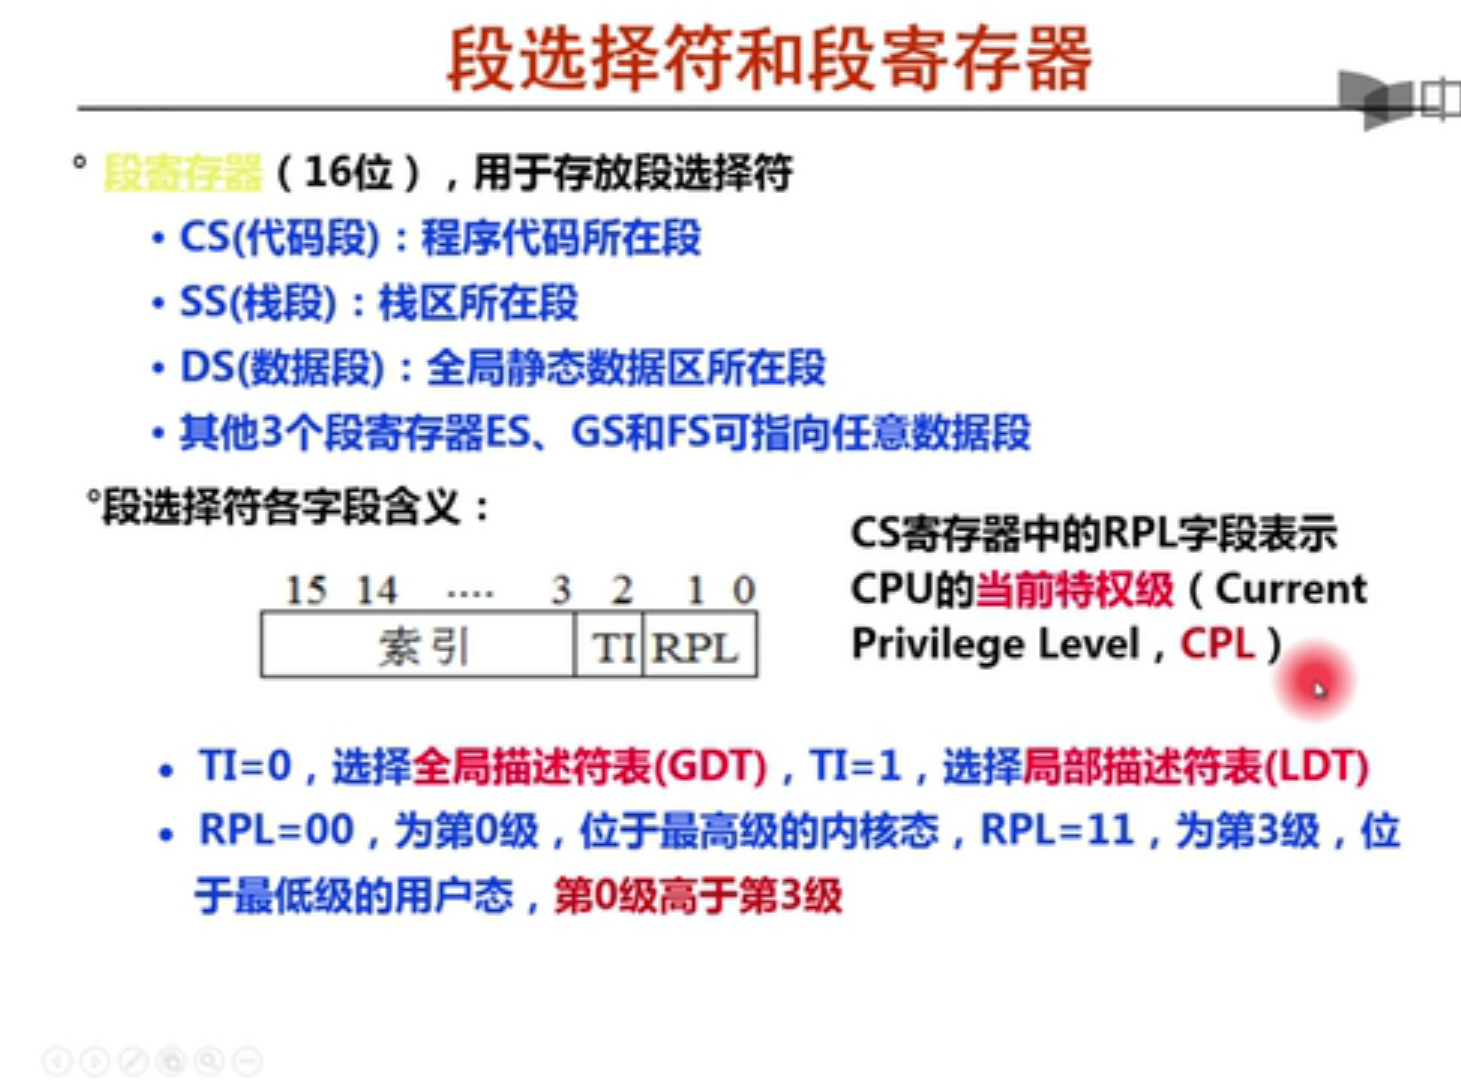 段选择符和段寄存器
中
° 段寄存器（16位），用于存放段选择符
• CS(代码段)：程序代码所在段
• SS(栈段)：栈区所在段
• DS(数据段)：全局静态数据区所在段
• 其他3个段寄存器ES、GS和FS可指向任意数据段
°段选择符各字段含义：
15 14 .... 3 2 1 0
索引 TI RPL
CS寄存器中的RPL字段表示
CPU的当前特权级（Current
Privilege Level，CPL）
• TI=0，选择全局描述符表(GDT)，TI=1，选择局部描述符表(LDT)
• RPL=00，为第0级，位于最高级的内核态，RPL=11，为第3级，位
于最低级的用户态，第0级高于第3级